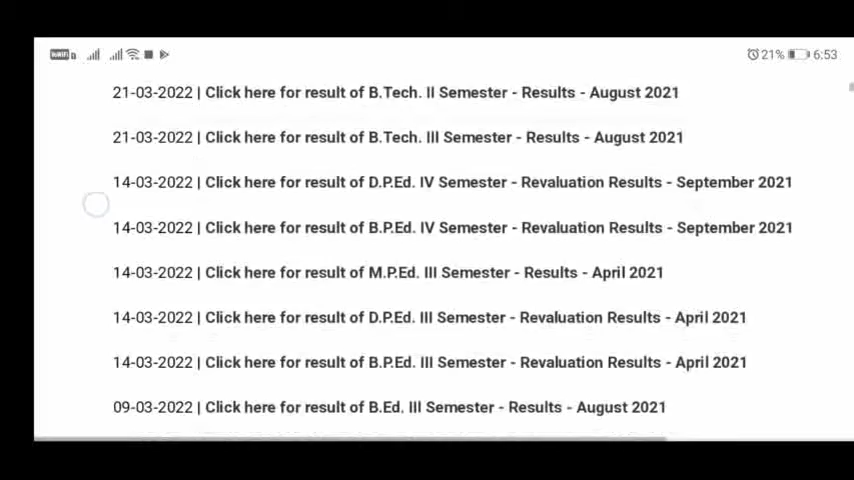 VoWiFi 21% 6:53
21-03-2022 | Click here for result of B.Tech. II Semester - Results - August 2021
21-03-2022 | Click here for result of B.Tech. III Semester - Results - August 2021
14-03-2022 | Click here for result of D.P.Ed. IV Semester - Revaluation Results - September 2021
14-03-2022 | Click here for result of B.P.Ed. IV Semester - Revaluation Results - September 2021
14-03-2022 | Click here for result of M.P.Ed. III Semester - Results - April 2021
14-03-2022 | Click here for result of D.P.Ed. III Semester - Revaluation Results - April 2021
14-03-2022 | Click here for result of B.P.Ed. III Semester - Revaluation Results - April 2021
09-03-2022 | Click here for result of B.Ed. III Semester - Results - August 2021